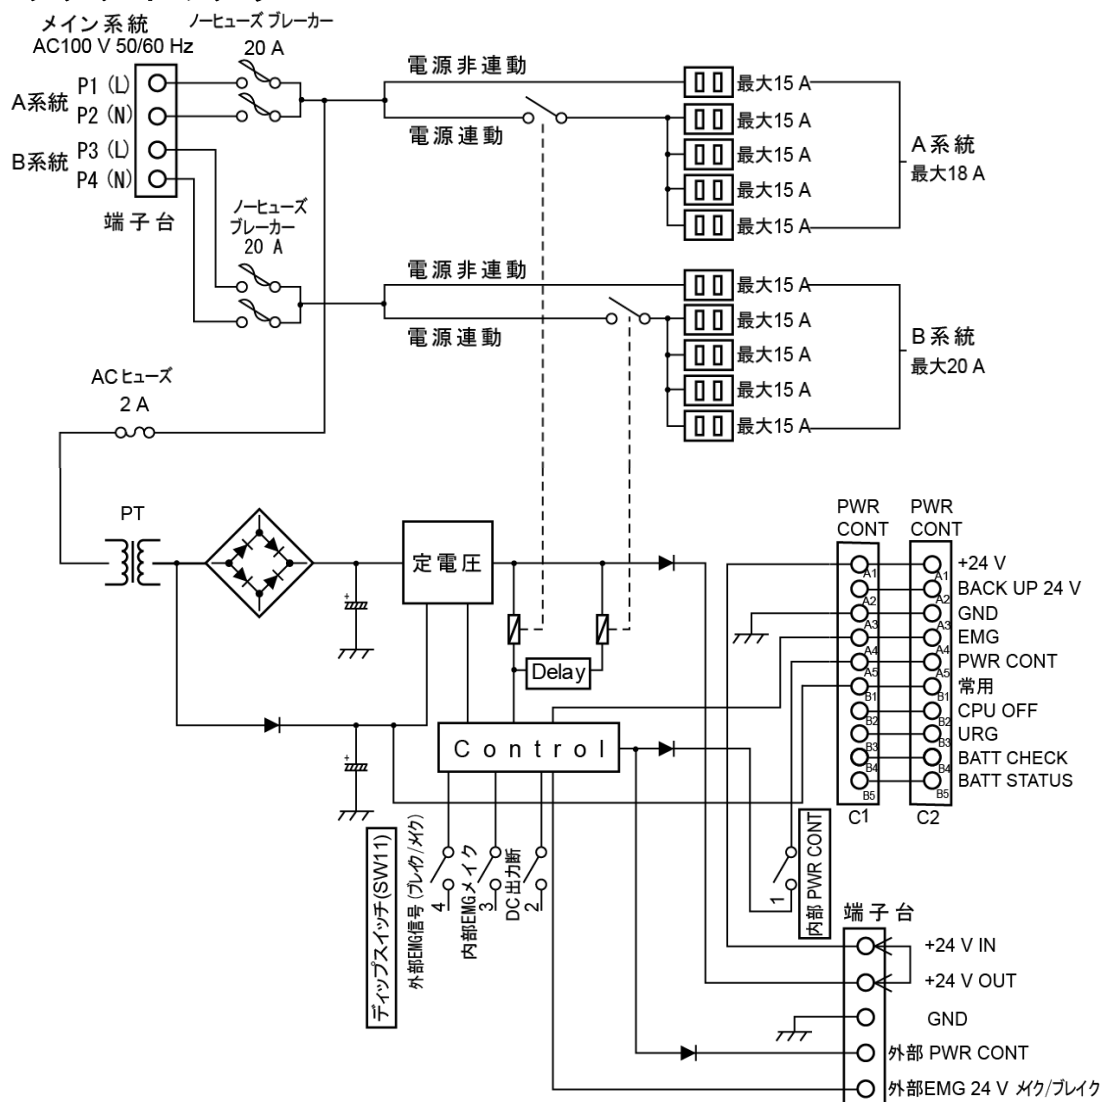 メイン系統
AC100 V 50/60 Hz
ノーヒューズ ブレーカー
20 A
A系統
P1 (L)
P2 (N)
B系統
P3 (L)
P4 (N)
端子台
電源非連動
電源連動
最大15 A
最大15 A
最大15 A
最大15 A
最大15 A
A系統
最大18 A
ノーヒューズ
ブレーカー
20 A
電源非連動
電源連動
最大15 A
最大15 A
最大15 A
最大15 A
最大15 A
B系統
最大20 A
AC ヒューズ
2 A
PT
定電圧
Delay
Control
PWR
CONT
PWR
CONT
A1
A2
A3
A4
A5
B1
B2
B3
B4
B5
A1
A2
A3
A4
A5
B1
B2
B3
B4
B5
+24 V
BACK UP 24 V
GND
EMG
PWR CONT
常用
CPU OFF
URG
BATT CHECK
BATT STATUS
C1
C2
ディップスイッチ(SW11)
外部EMG信号 (ブレイク/メイク)
4
内部EMGメイク
3
DC出力断
2
1
内部 PWR CONT
端子台
+24 V IN
+24 V OUT
GND
外部 PWR CONT
外部EMG 24 V メイク/ブレイク